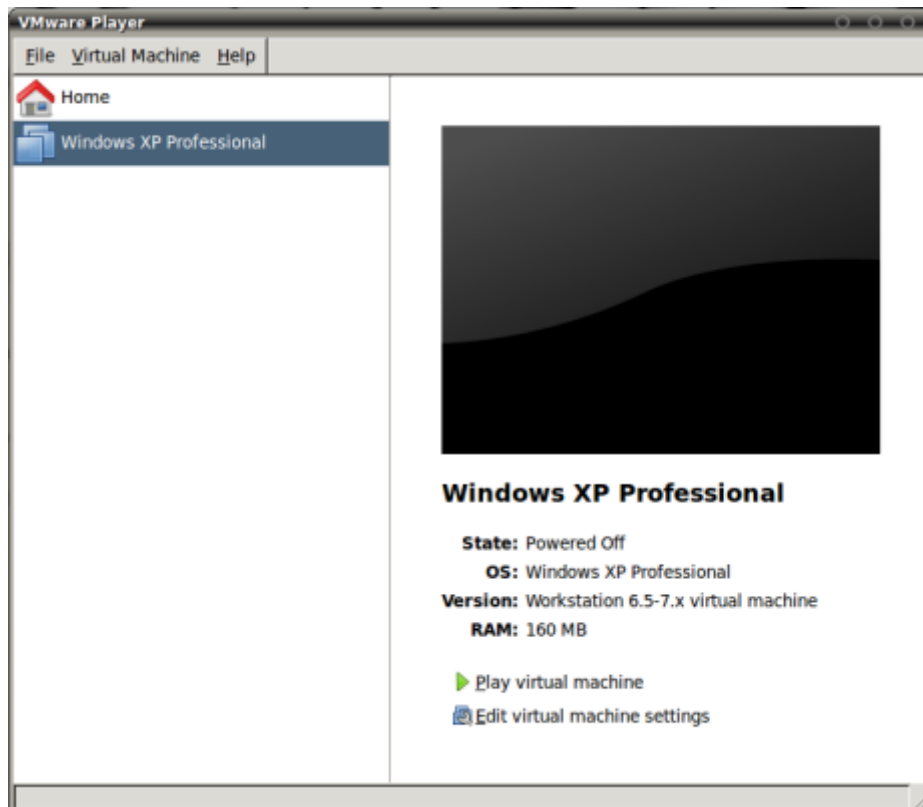 VMware Player
File Virtual Machine Help
Home
Windows XP Professional
Windows XP Professional
State: Powered Off
OS: Windows XP Professional
Version: Workstation 6.5-7.x virtual machine
RAM: 160 MB
Play virtual machine
Edit virtual machine settings